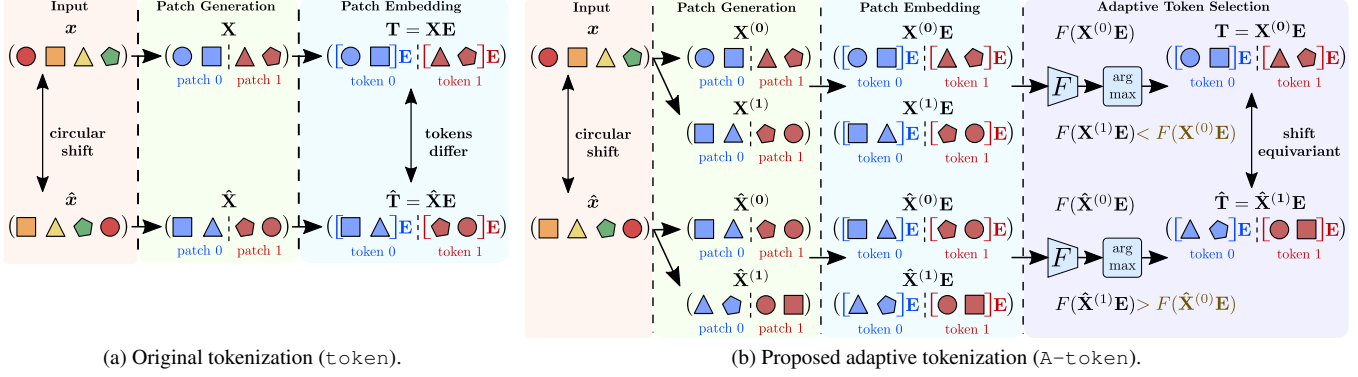 Input
Patch Generation
Patch Embedding
x
X
T = XE
( )
( )
([ ]E [ ]E)
patch 0 patch 1
token 0 token 1
circular
shift
tokens
differ
x̂
X̂
T̂ = X̂E
( )
( )
([ ]E [ ]E)
patch 0 patch 1
token 0 token 1
(a) Original tokenization (token).
Input
Patch Generation
Patch Embedding
Adaptive Token Selection
x
X(0)
X(0)E
F(X(0)E)
T = X(0)E
( )
( )
([ ]E [ ]E)
([ ]E [ ]E)
patch 0 patch 1
token 0 token 1
token 0 token 1
F
arg
max
X(1)
X(1)E
( )
([ ]E [ ]E)
patch 0 patch 1
token 0 token 1
F(X(1)E) < F(X(0)E)
circular
shift
shift
equivariant
x̂
X̂(0)
X̂(0)E
F(X̂(0)E)
T̂ = X̂(1)E
( )
( )
([ ]E [ ]E)
([ ]E [ ]E)
patch 0 patch 1
token 0 token 1
token 0 token 1
F
arg
max
X̂(1)
X̂(1)E
( )
([ ]E [ ]E)
patch 0 patch 1
token 0 token 1
F(X̂(1)E) > F(X̂(0)E)
(b) Proposed adaptive tokenization (A-token).